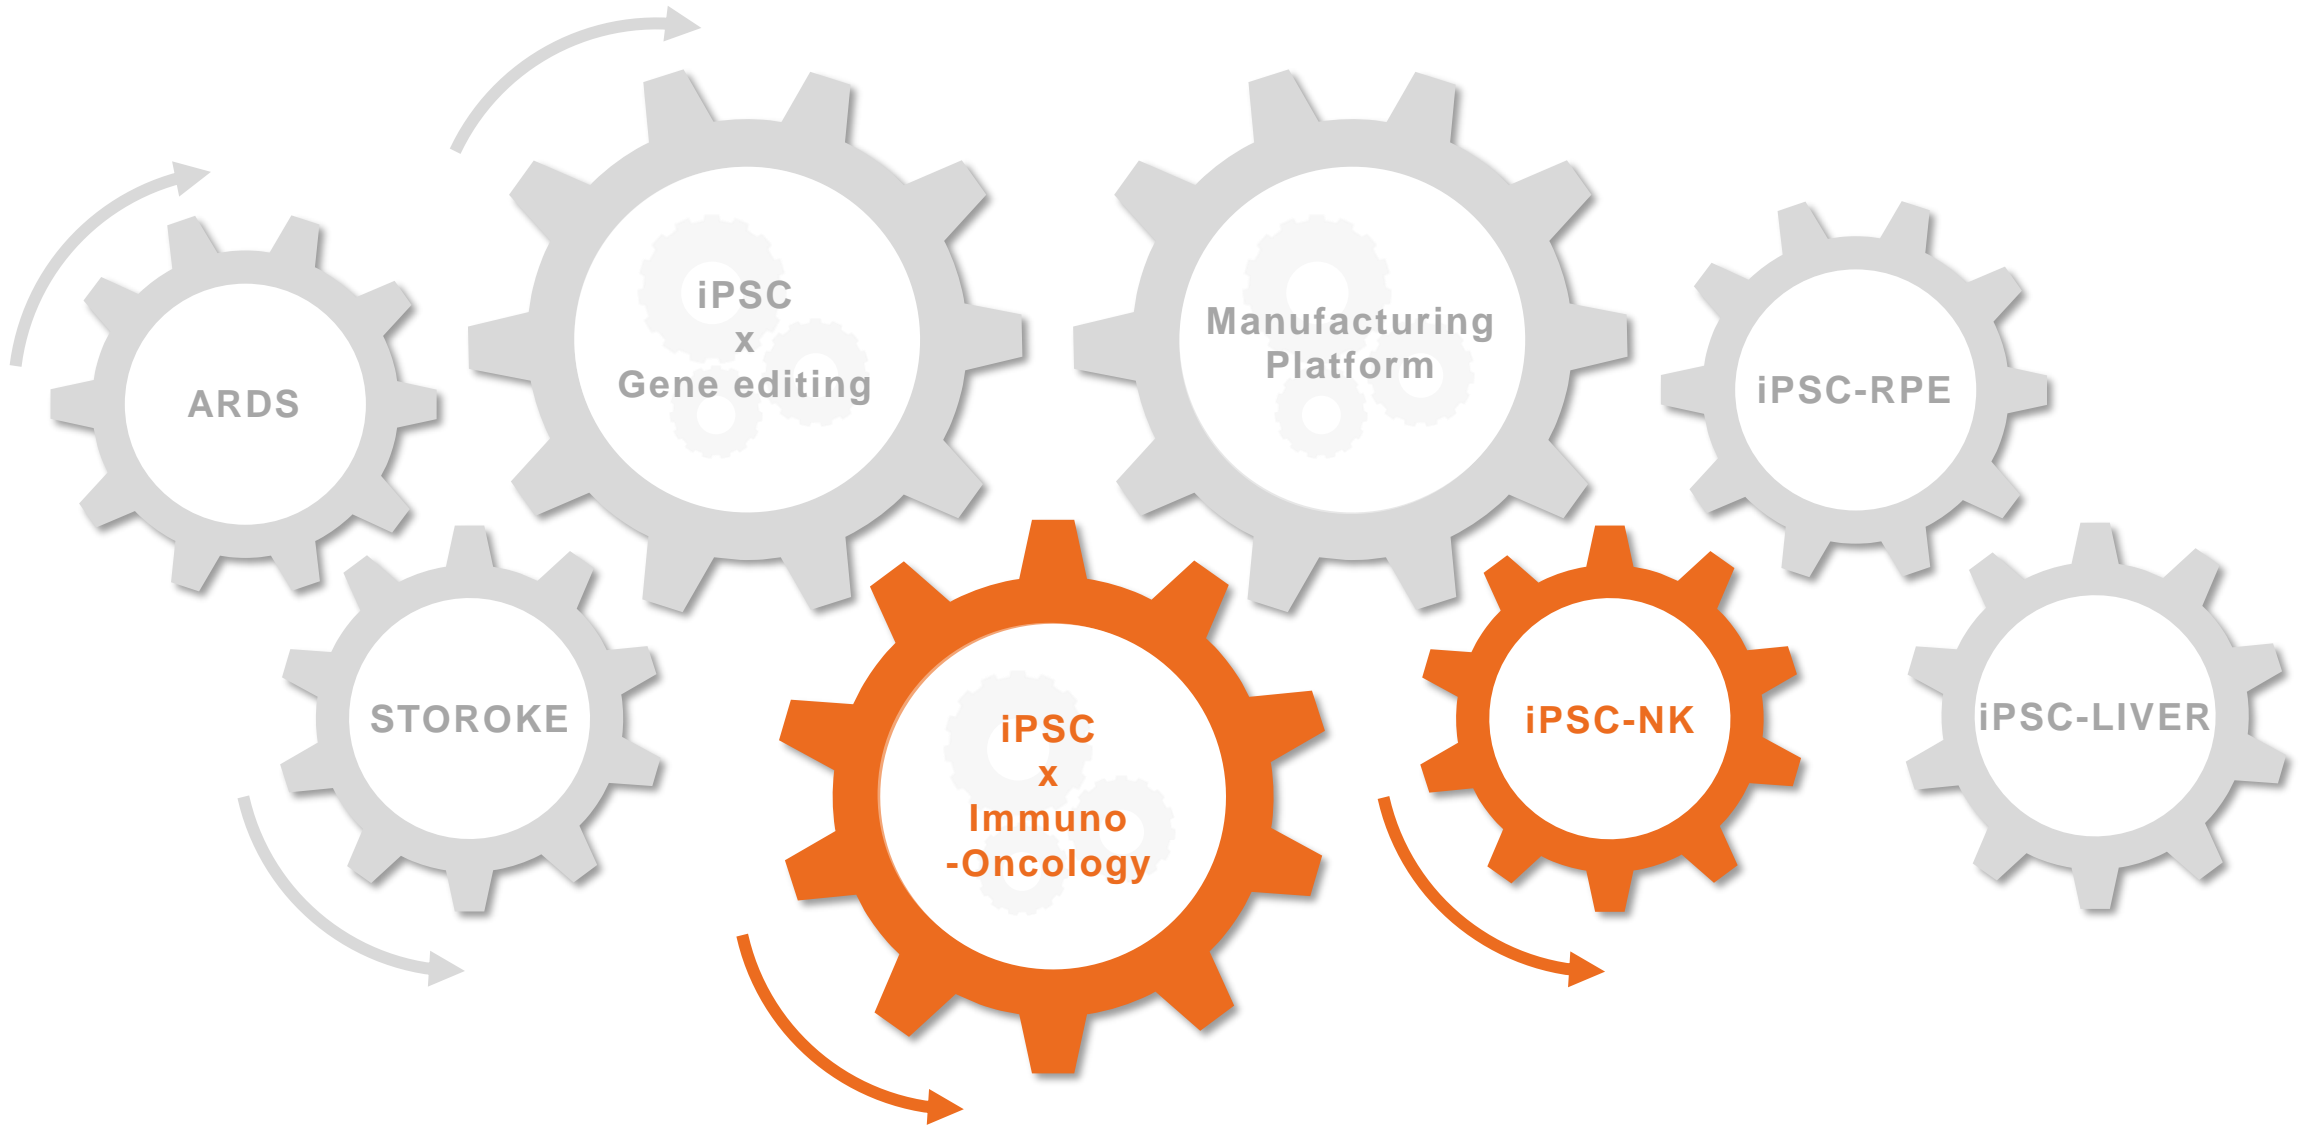 iPSC
x
Gene editing
Manufacturing
Platform
ARDS
iPSC-RPE
STOROKE
iPSC
x
Immuno
-Oncology
iPSC-NK
iPSC-LIVER